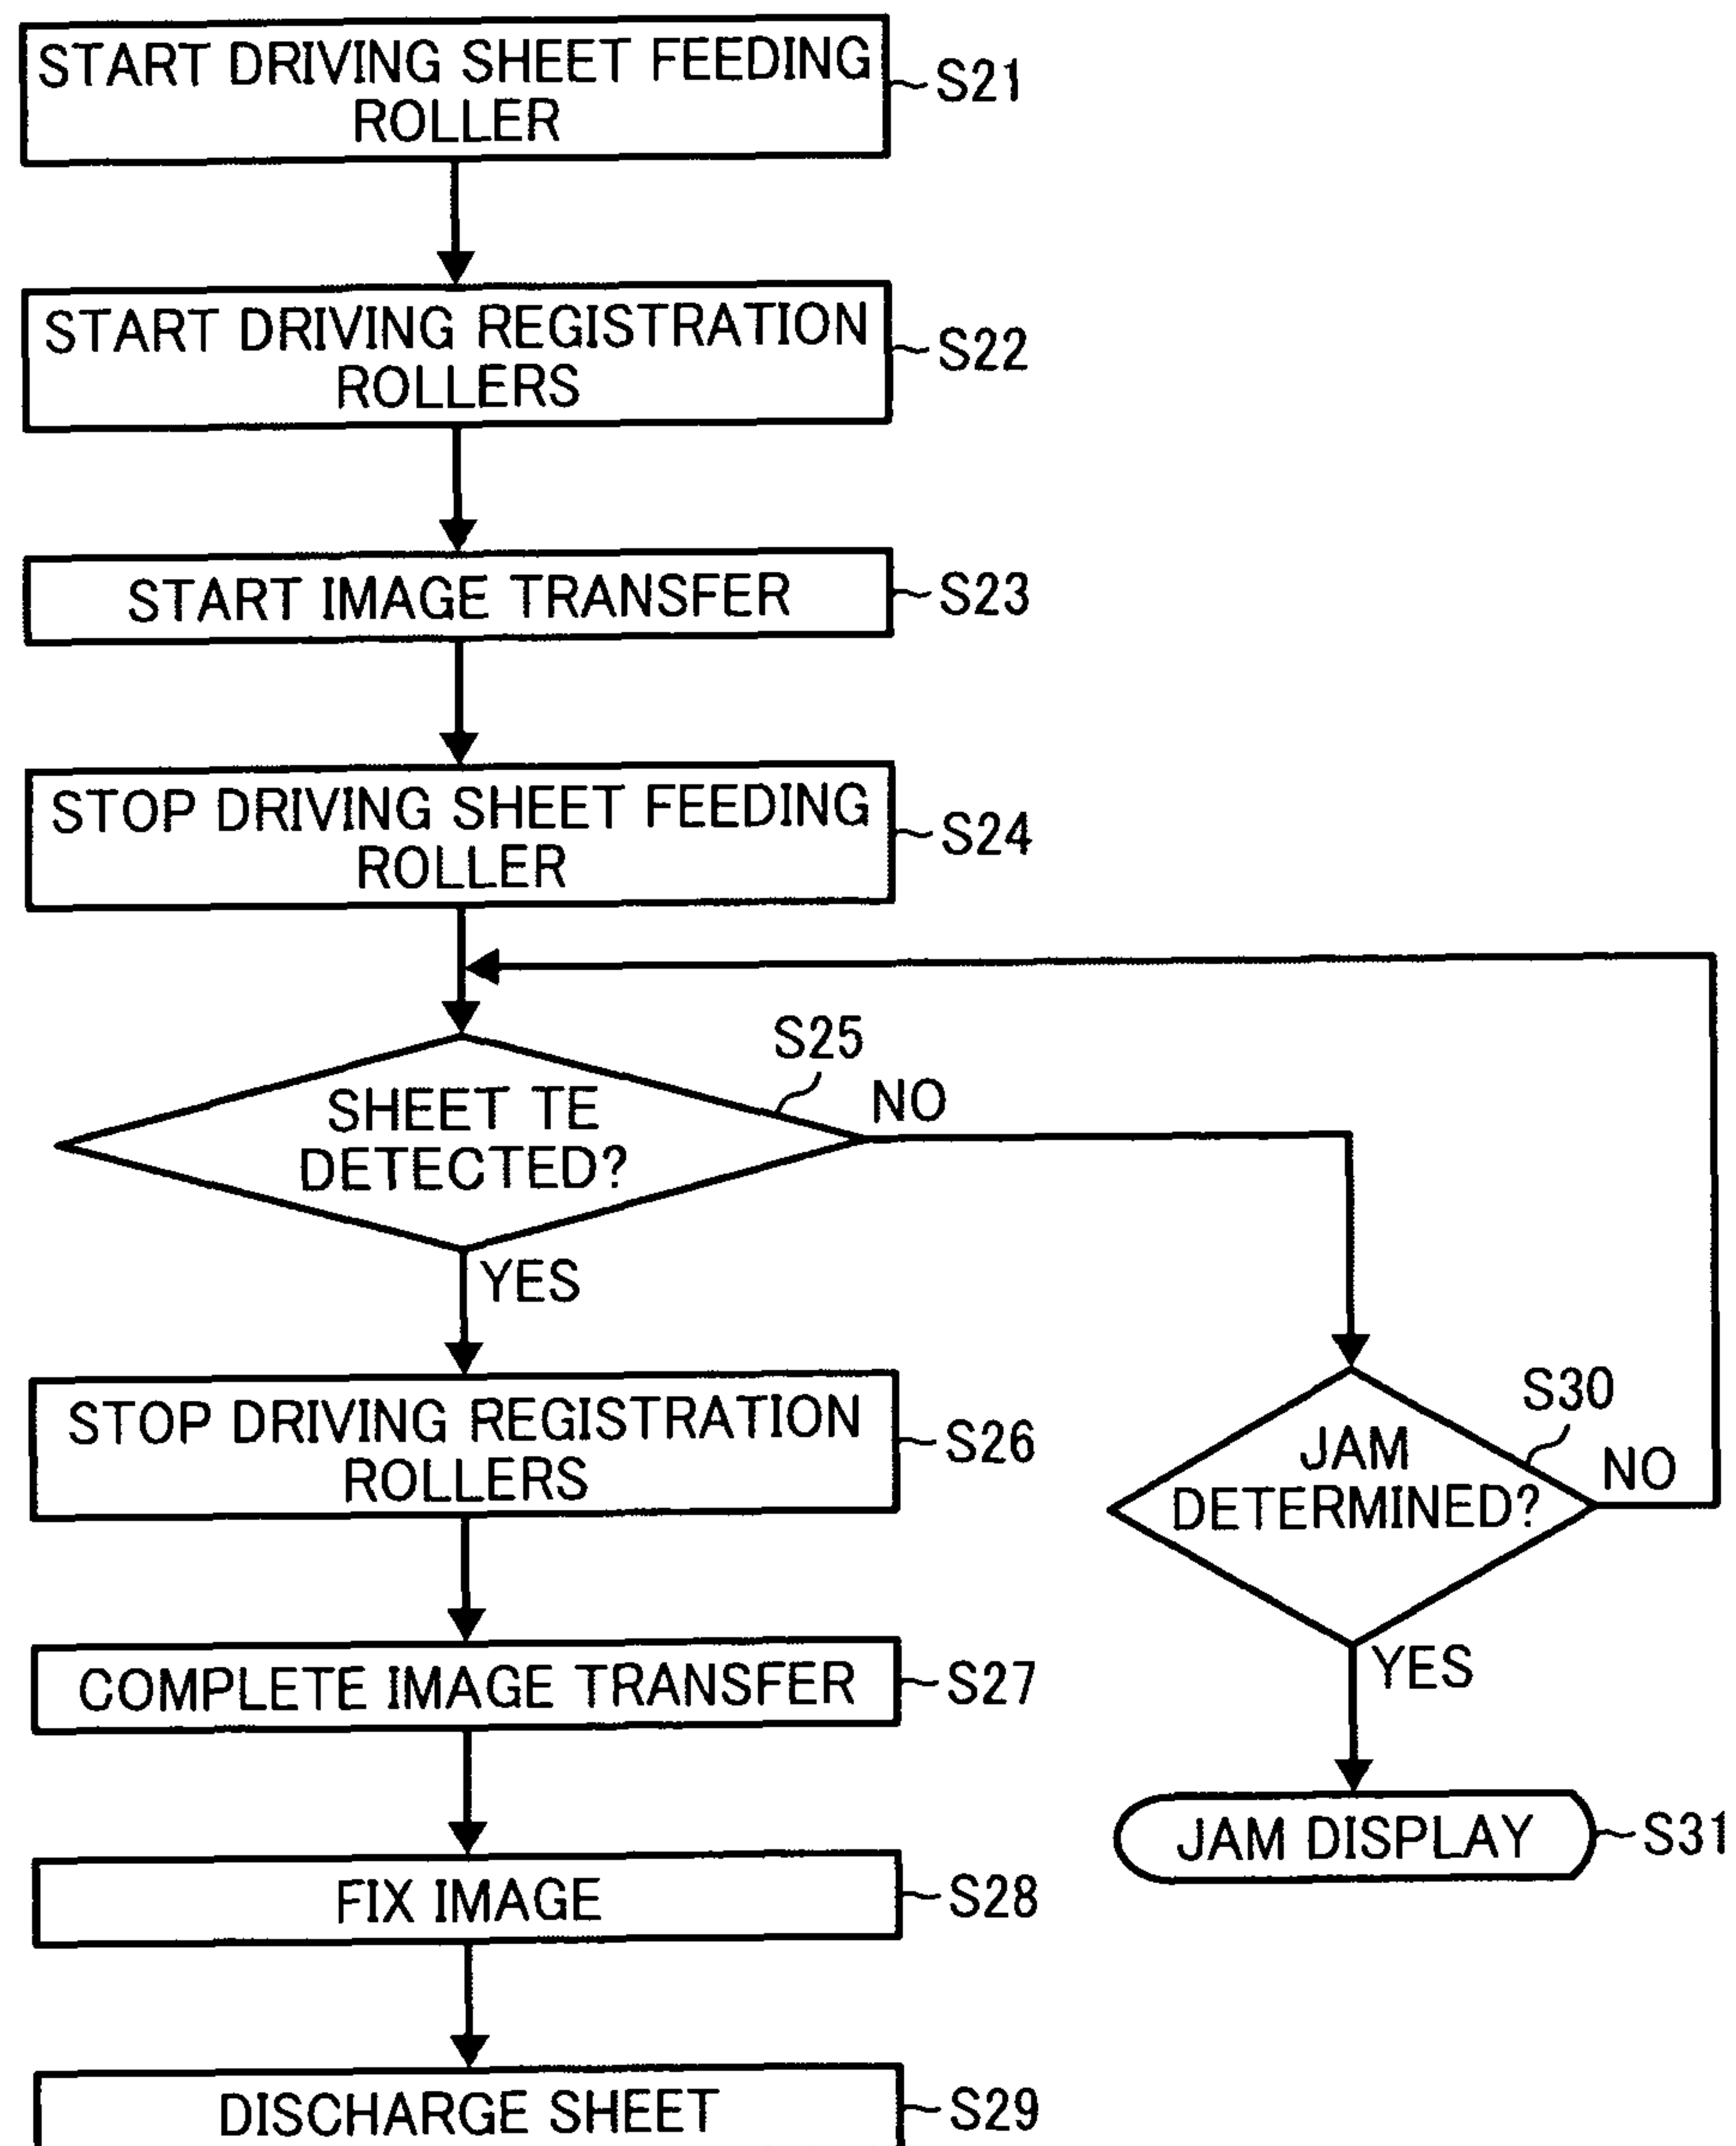 START DRIVING SHEET FEEDING
ROLLER
S21
START DRIVING REGISTRATION
ROLLERS
S22
START IMAGE TRANSFER
S23
STOP DRIVING SHEET FEEDING
ROLLER
S24
S25
SHEET TE
DETECTED?
NO
YES
STOP DRIVING REGISTRATION
ROLLERS
S26
S30
JAM
DETERMINED?
NO
YES
COMPLETE IMAGE TRANSFER
S27
JAM DISPLAY
S31
FIX IMAGE
S28
DISCHARGE SHEET
S29